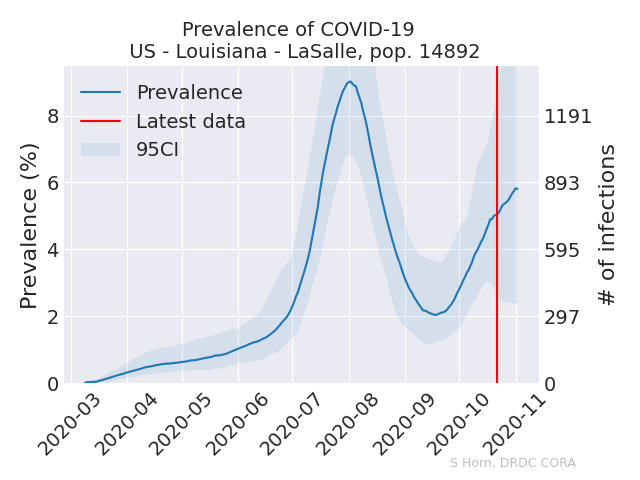 Prevalence of COVID-19
US - Louisiana - LaSalle, pop. 14892
Prevalence
Latest data
95CI
Prevalence (%)
8
6
4
2
0
1191
893
595
297
0
# of infections
2020-03
2020-04
2020-05
2020-06
2020-07
2020-08
2020-09
2020-10
2020-11
S Horn, DRDC CORA